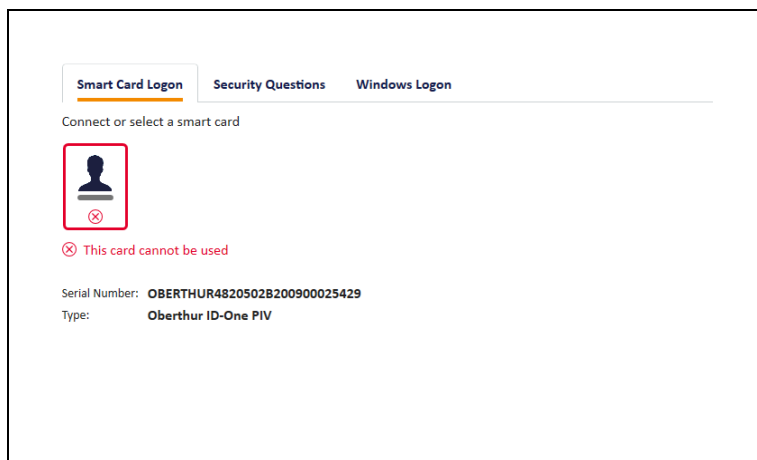 Smart Card Logon Security Questions Windows Logon
Connect or select a smart card
This card cannot be used
Serial Number: OBERTHUR4820502B200900025429
Type: Oberthur ID-One PIV